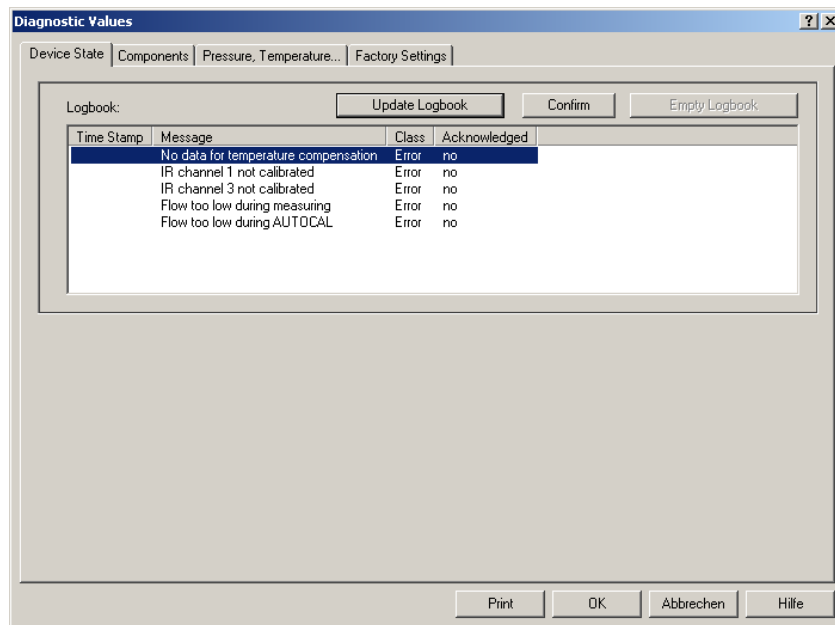 Diagnostic Values
Device State Components Pressure, Temperature... Factory Settings
Logbook: Update Logbook Confirm Empty Logbook
Time Stamp Message Class Acknowledged
No data for temperature compensation Error no
IR channel 1 not calibrated Error no
IR channel 3 not calibrated Error no
Flow too low during measuring Error no
Flow too low during AUTOCAL Error no
Print OK Abbrechen Hilfe